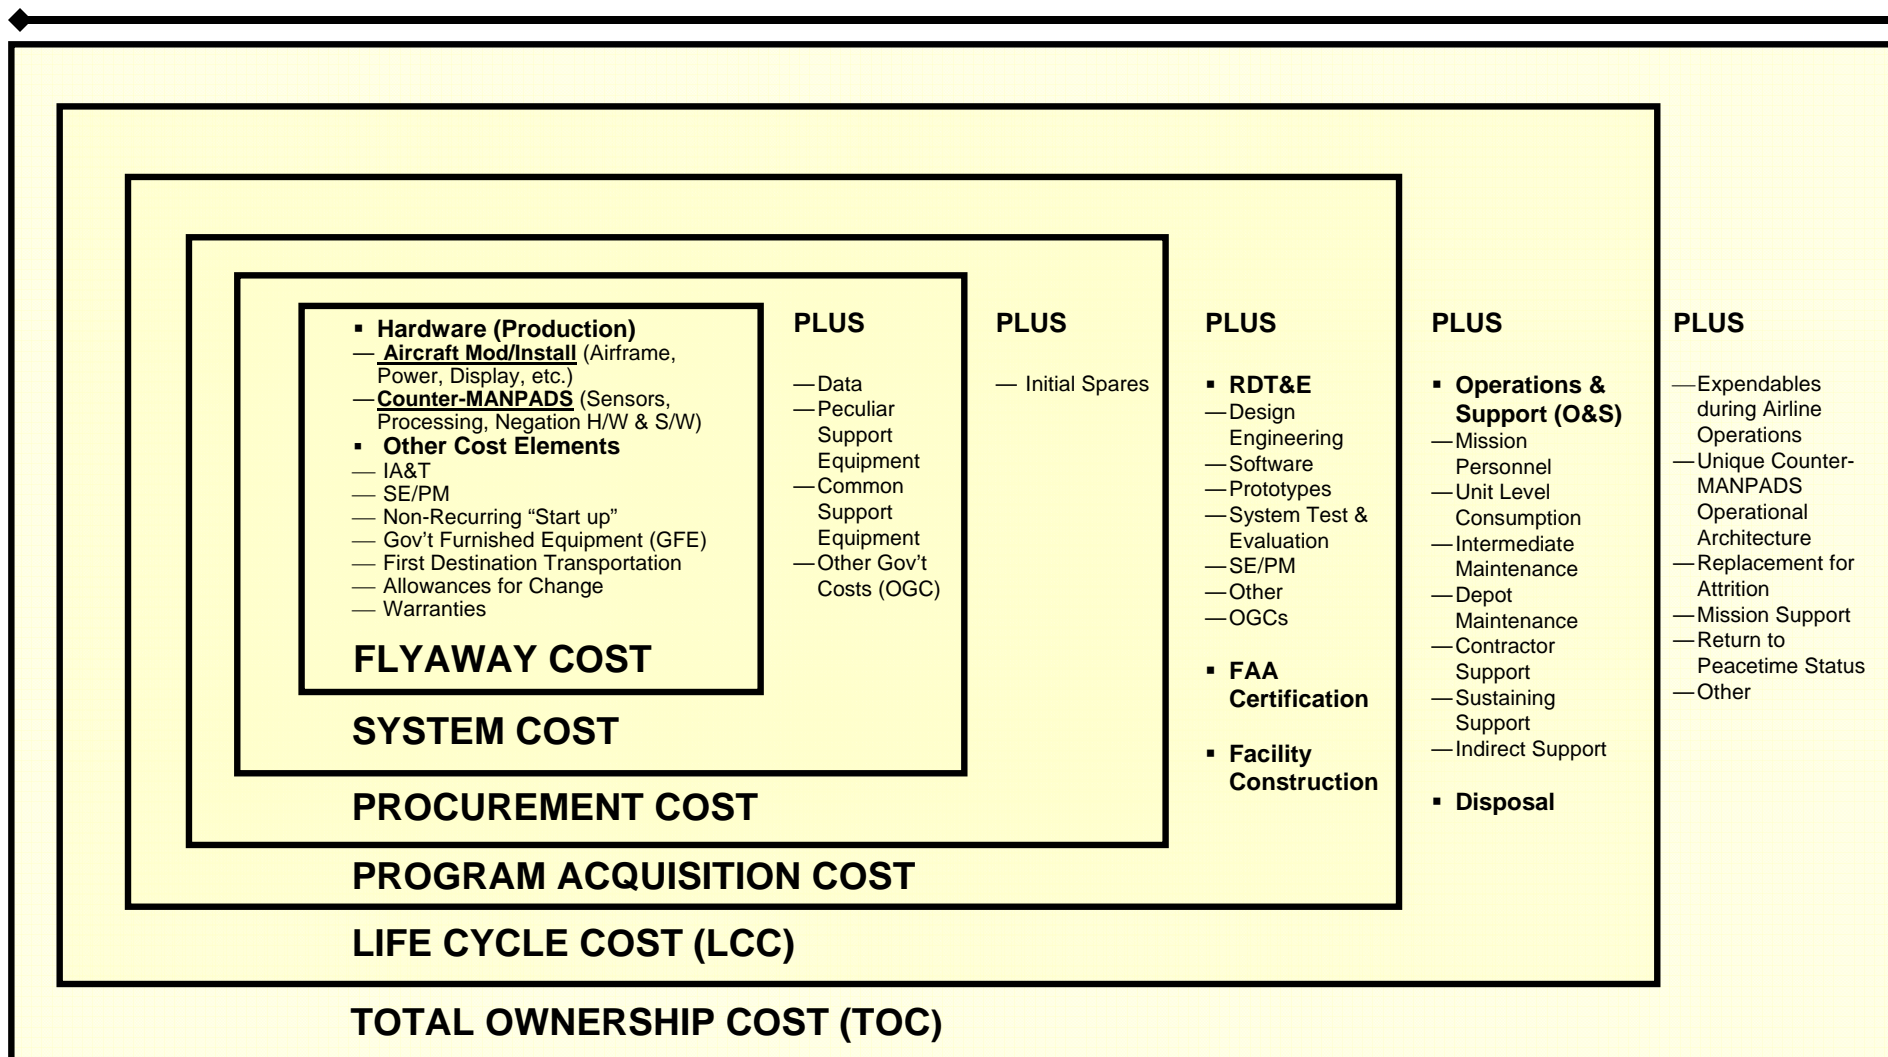 ▪ Hardware (Production)
— Aircraft Mod/Install (Airframe,
Power, Display, etc.)
—Counter-MANPADS (Sensors,
Processing, Negation H/W & S/W)
▪ Other Cost Elements
— IA&T
— SE/PM
— Non-Recurring “Start up”
— Gov’t Furnished Equipment (GFE)
— First Destination Transportation
— Allowances for Change
— Warranties
FLYAWAY COST
PLUS
—Data
—Peculiar
Support
Equipment
—Common
Support
Equipment
—Other Gov’t
Costs (OGC)
SYSTEM COST
PLUS
— Initial Spares
PROCUREMENT COST
PLUS
▪ RDT&E
—Design
Engineering
—Software
—Prototypes
—System Test &
Evaluation
—SE/PM
—Other
—OGCs
▪ FAA
Certification
▪ Facility
Construction
PROGRAM ACQUISITION COST
PLUS
▪ Operations &
Support (O&S)
—Mission
Personnel
—Unit Level
Consumption
—Intermediate
Maintenance
—Depot
Maintenance
—Contractor
Support
—Sustaining
Support
—Indirect Support
▪ Disposal
LIFE CYCLE COST (LCC)
PLUS
—Expendables
during Airline
Operations
—Unique Counter-
MANPADS
Operational
Architecture
—Replacement for
Attrition
—Mission Support
—Return to
Peacetime Status
—Other
TOTAL OWNERSHIP COST (TOC)